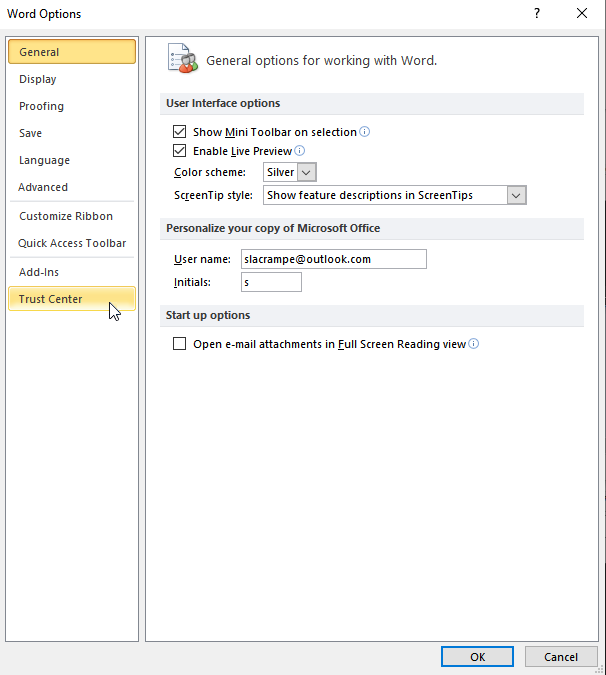 Word Options
?
General
Display
Proofing
Save
Language
Advanced
Customize Ribbon
Quick Access Toolbar
Add-Ins
Trust Center
General options for working with Word.
User Interface options
Show Mini Toolbar on selection
Enable Live Preview
Color scheme: Silver
ScreenTip style: Show feature descriptions in ScreenTips
Personalize your copy of Microsoft Office
User name: slacrampe@outlook.com
Initials: s
Start up options
Open e-mail attachments in Full Screen Reading view
OK Cancel